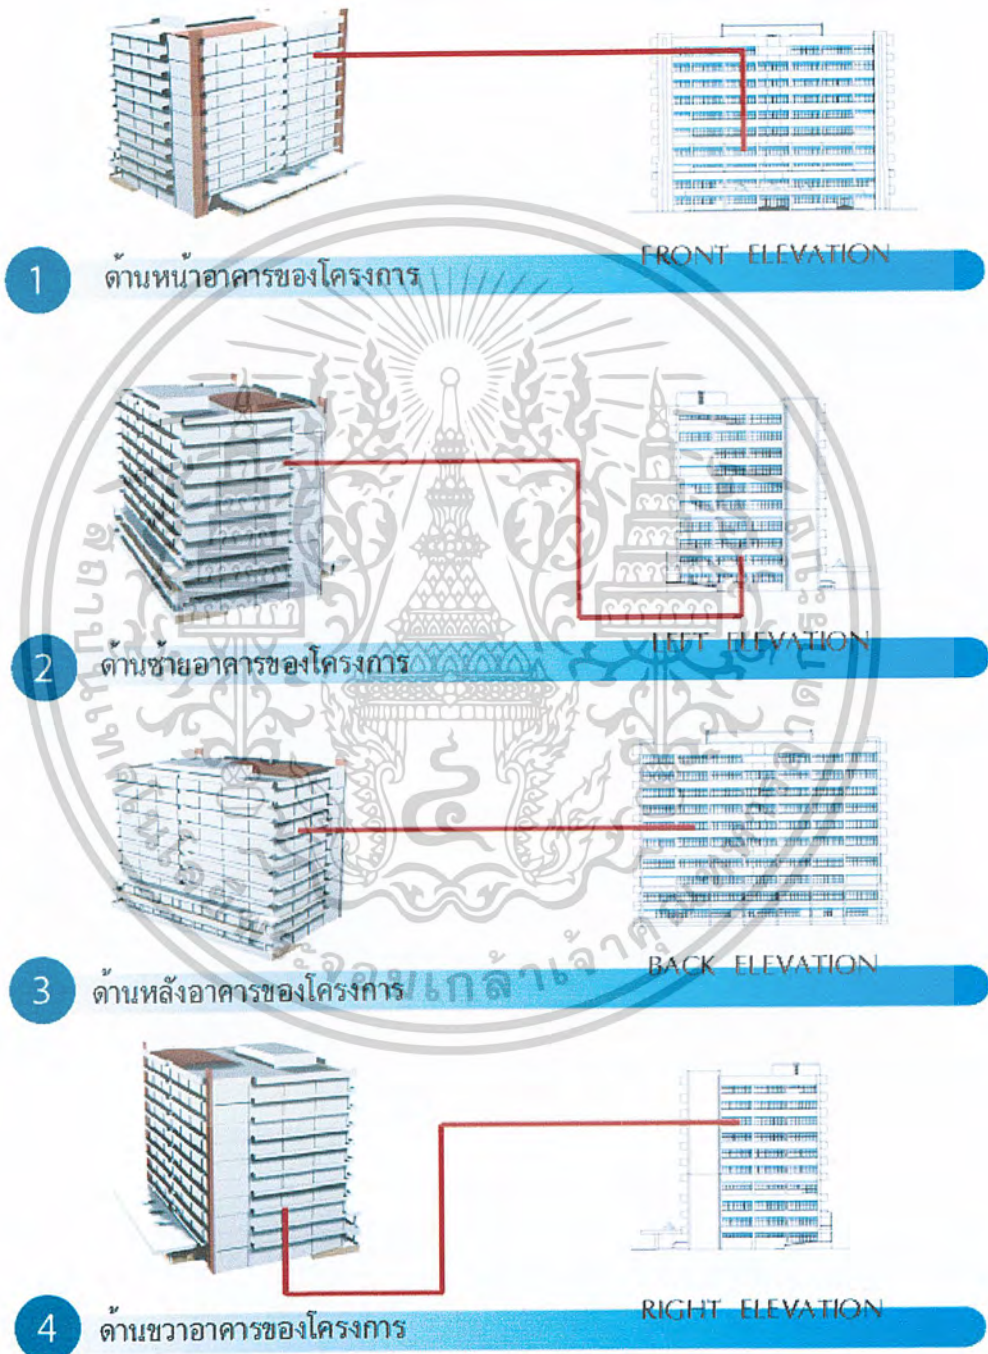 FRONT ELEVATION
1 ด้านหน้าอาคารของโครงการ
LEFT ELEVATION
2 ด้านซ้ายอาคารของโครงการ
BACK ELEVATION
3 ด้านหลังอาคารของโครงการ
RIGHT ELEVATION
4 ด้านขวาอาคารของโครงการ